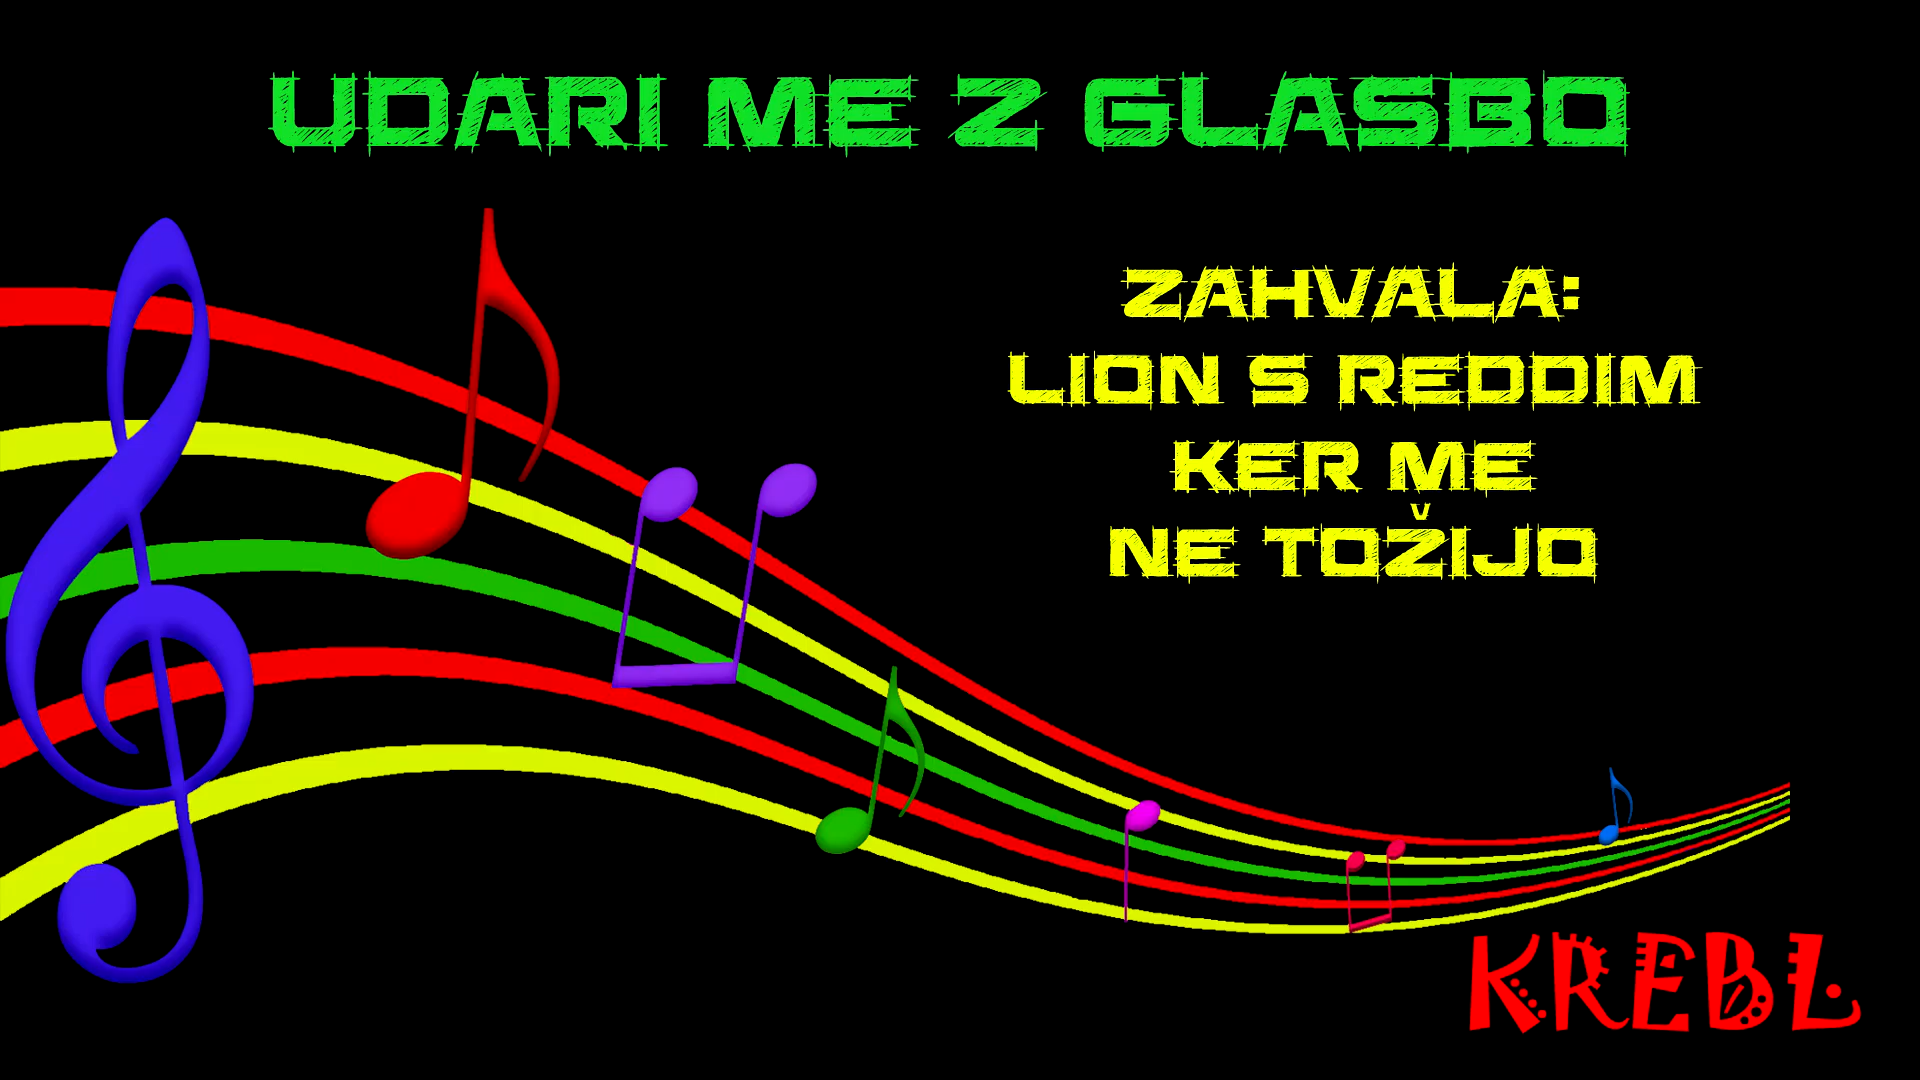 UDARI ME Z GLASBO
ZAHVALA:
LION S REDDIM
KER ME
NE TOŽIJO
KREBL